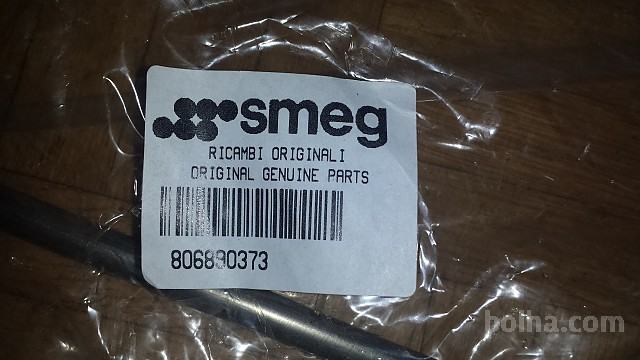 smeg
RICAMBI ORIGINALI
ORIGINAL GENUINE PARTS
806890373
bolha.com